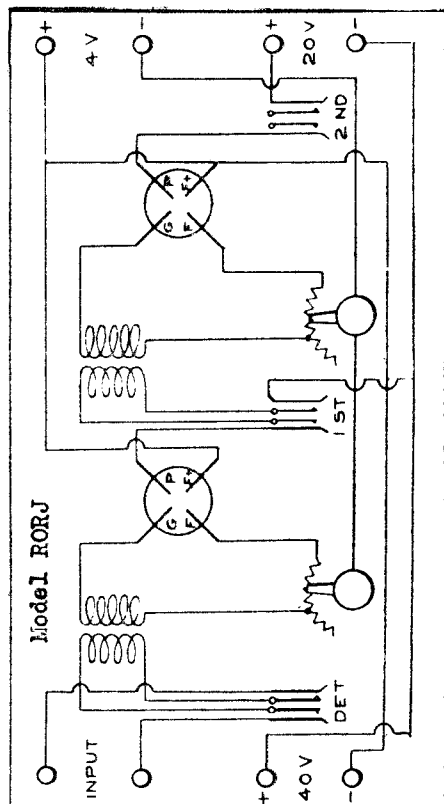 Model RORJ
INPUT
+
4 V
-
G P
F F+
G P
F F+
DET
1 ST
2 ND
+
40 V
-
+
20 V
-